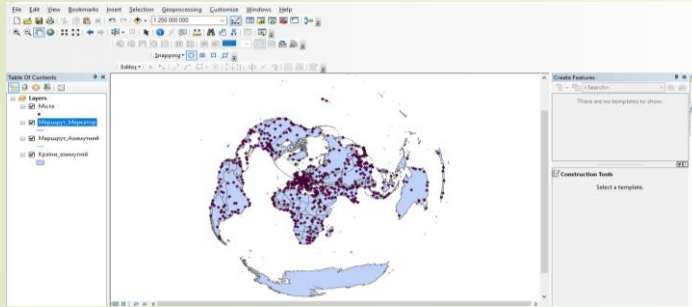 File Edit View Bookmarks Insert Selection Geoprocessing Customize Windows Help
1:250 000 000
Snapping
Editor
Table Of Contents
Create Features
Layers
<Search>
Міста
There are no templates to show.
Маршрут_Меркатор
Маршрут_Азимутний
Країни_азимутній
Construction Tools
Select a template.